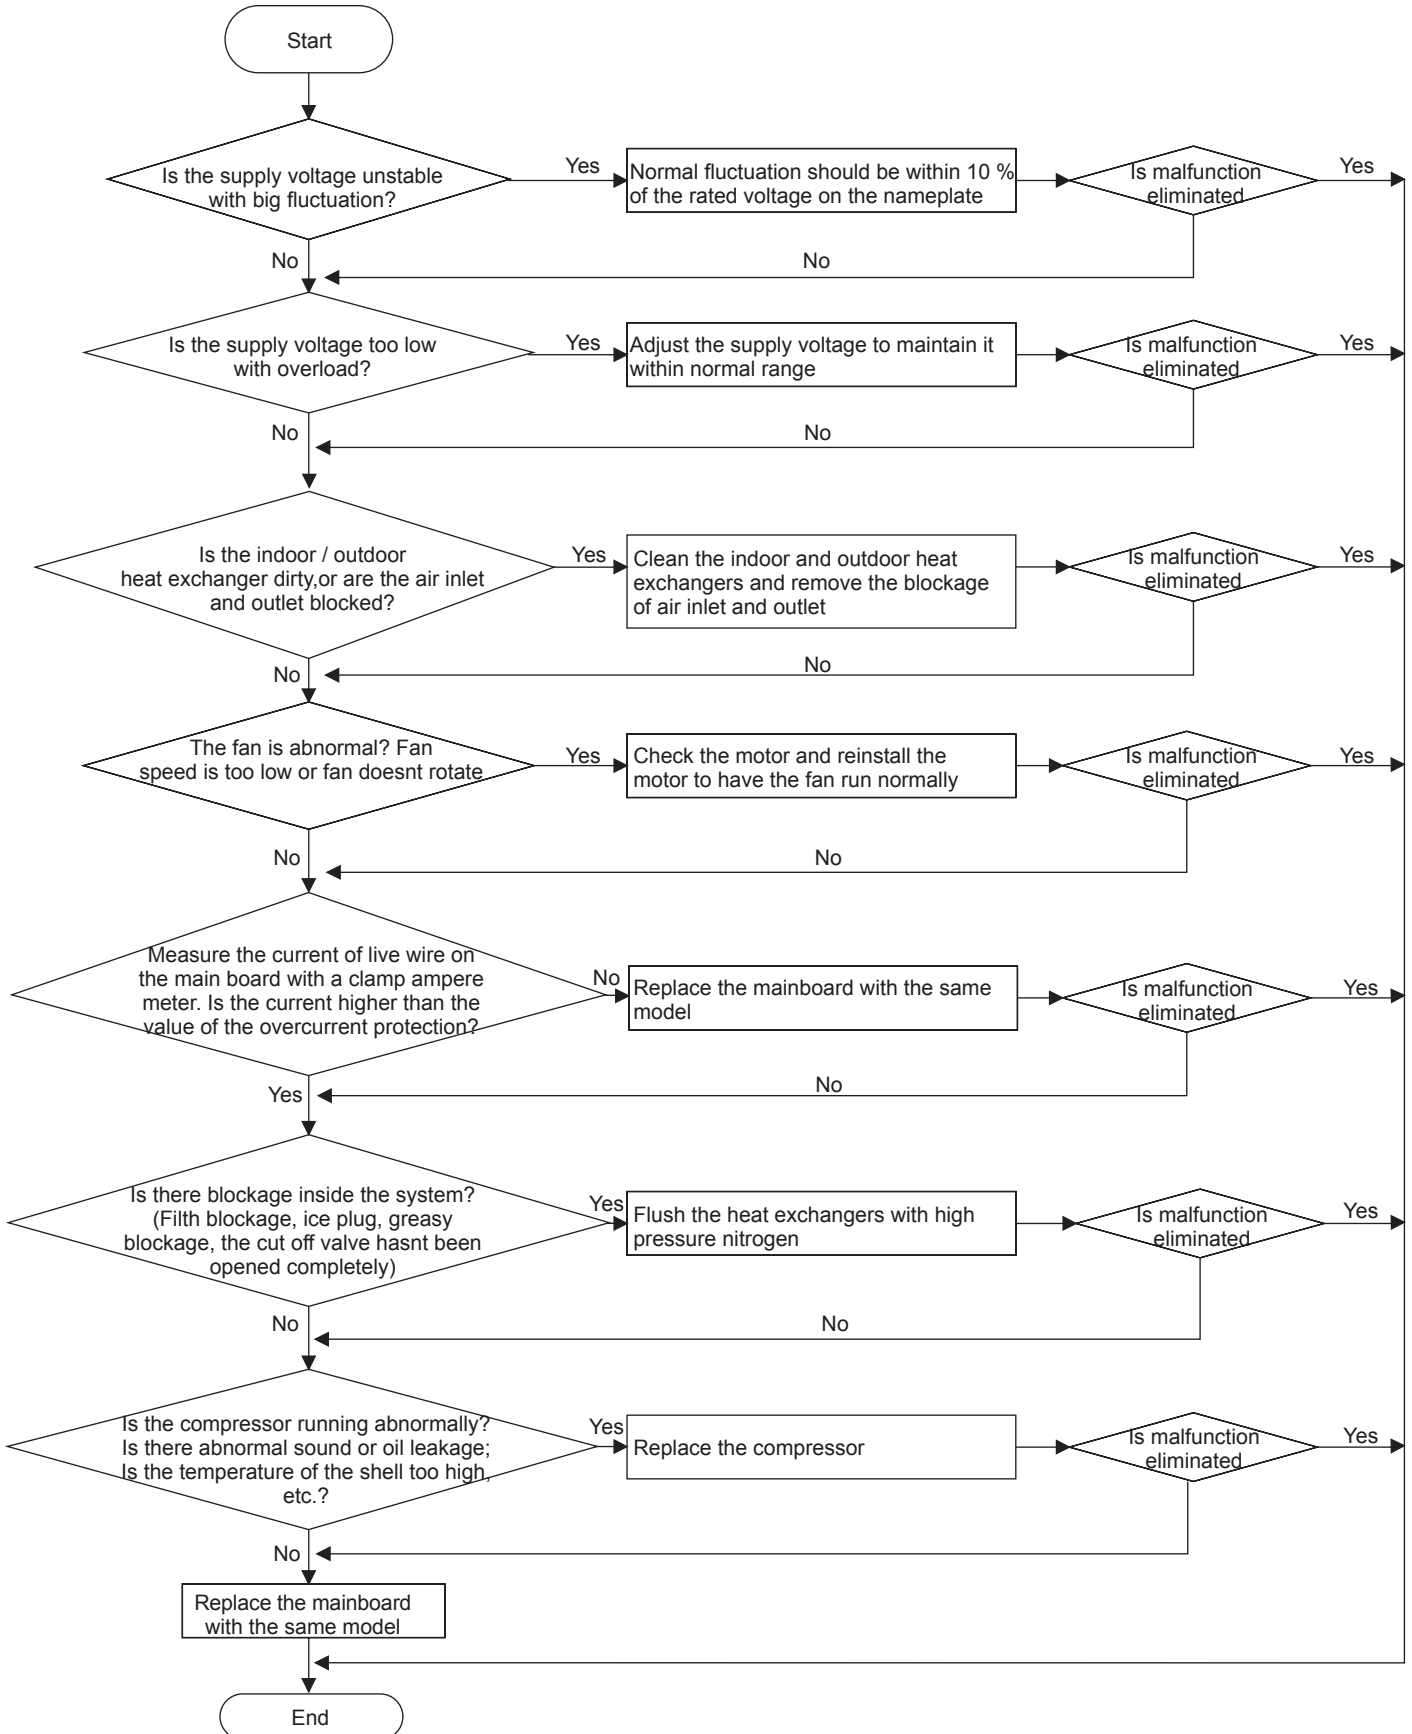 Start
Is the supply voltage unstable
with big fluctuation?
Yes
Normal fluctuation should be within 10 %
of the rated voltage on the nameplate
Is malfunction
eliminated
Yes
No
No
Is the supply voltage too low
with overload?
Yes
Adjust the supply voltage to maintain it
within normal range
Is malfunction
eliminated
Yes
No
No
Is the indoor / outdoor
heat exchanger dirty,or are the air inlet
and outlet blocked?
Yes
Clean the indoor and outdoor heat
exchangers and remove the blockage
of air inlet and outlet
Is malfunction
eliminated
Yes
No
No
The fan is abnormal? Fan
speed is too low or fan doesnt rotate
Yes
Check the motor and reinstall the
motor to have the fan run normally
Is malfunction
eliminated
Yes
No
No
Measure the current of live wire on
the main board with a clamp ampere
meter. Is the current higher than the
value of the overcurrent protection?
No
Replace the mainboard with the same
model
Is malfunction
eliminated
Yes
No
Yes
Is there blockage inside the system?
(Filth blockage, ice plug, greasy
blockage, the cut off valve hasnt been
opened completely)
Yes
Flush the heat exchangers with high
pressure nitrogen
Is malfunction
eliminated
Yes
No
No
Is the compressor running abnormally?
Is there abnormal sound or oil leakage;
Is the temperature of the shell too high,
etc.?
Yes
Replace the compressor
Is malfunction
eliminated
Yes
No
Replace the mainboard
with the same model
End